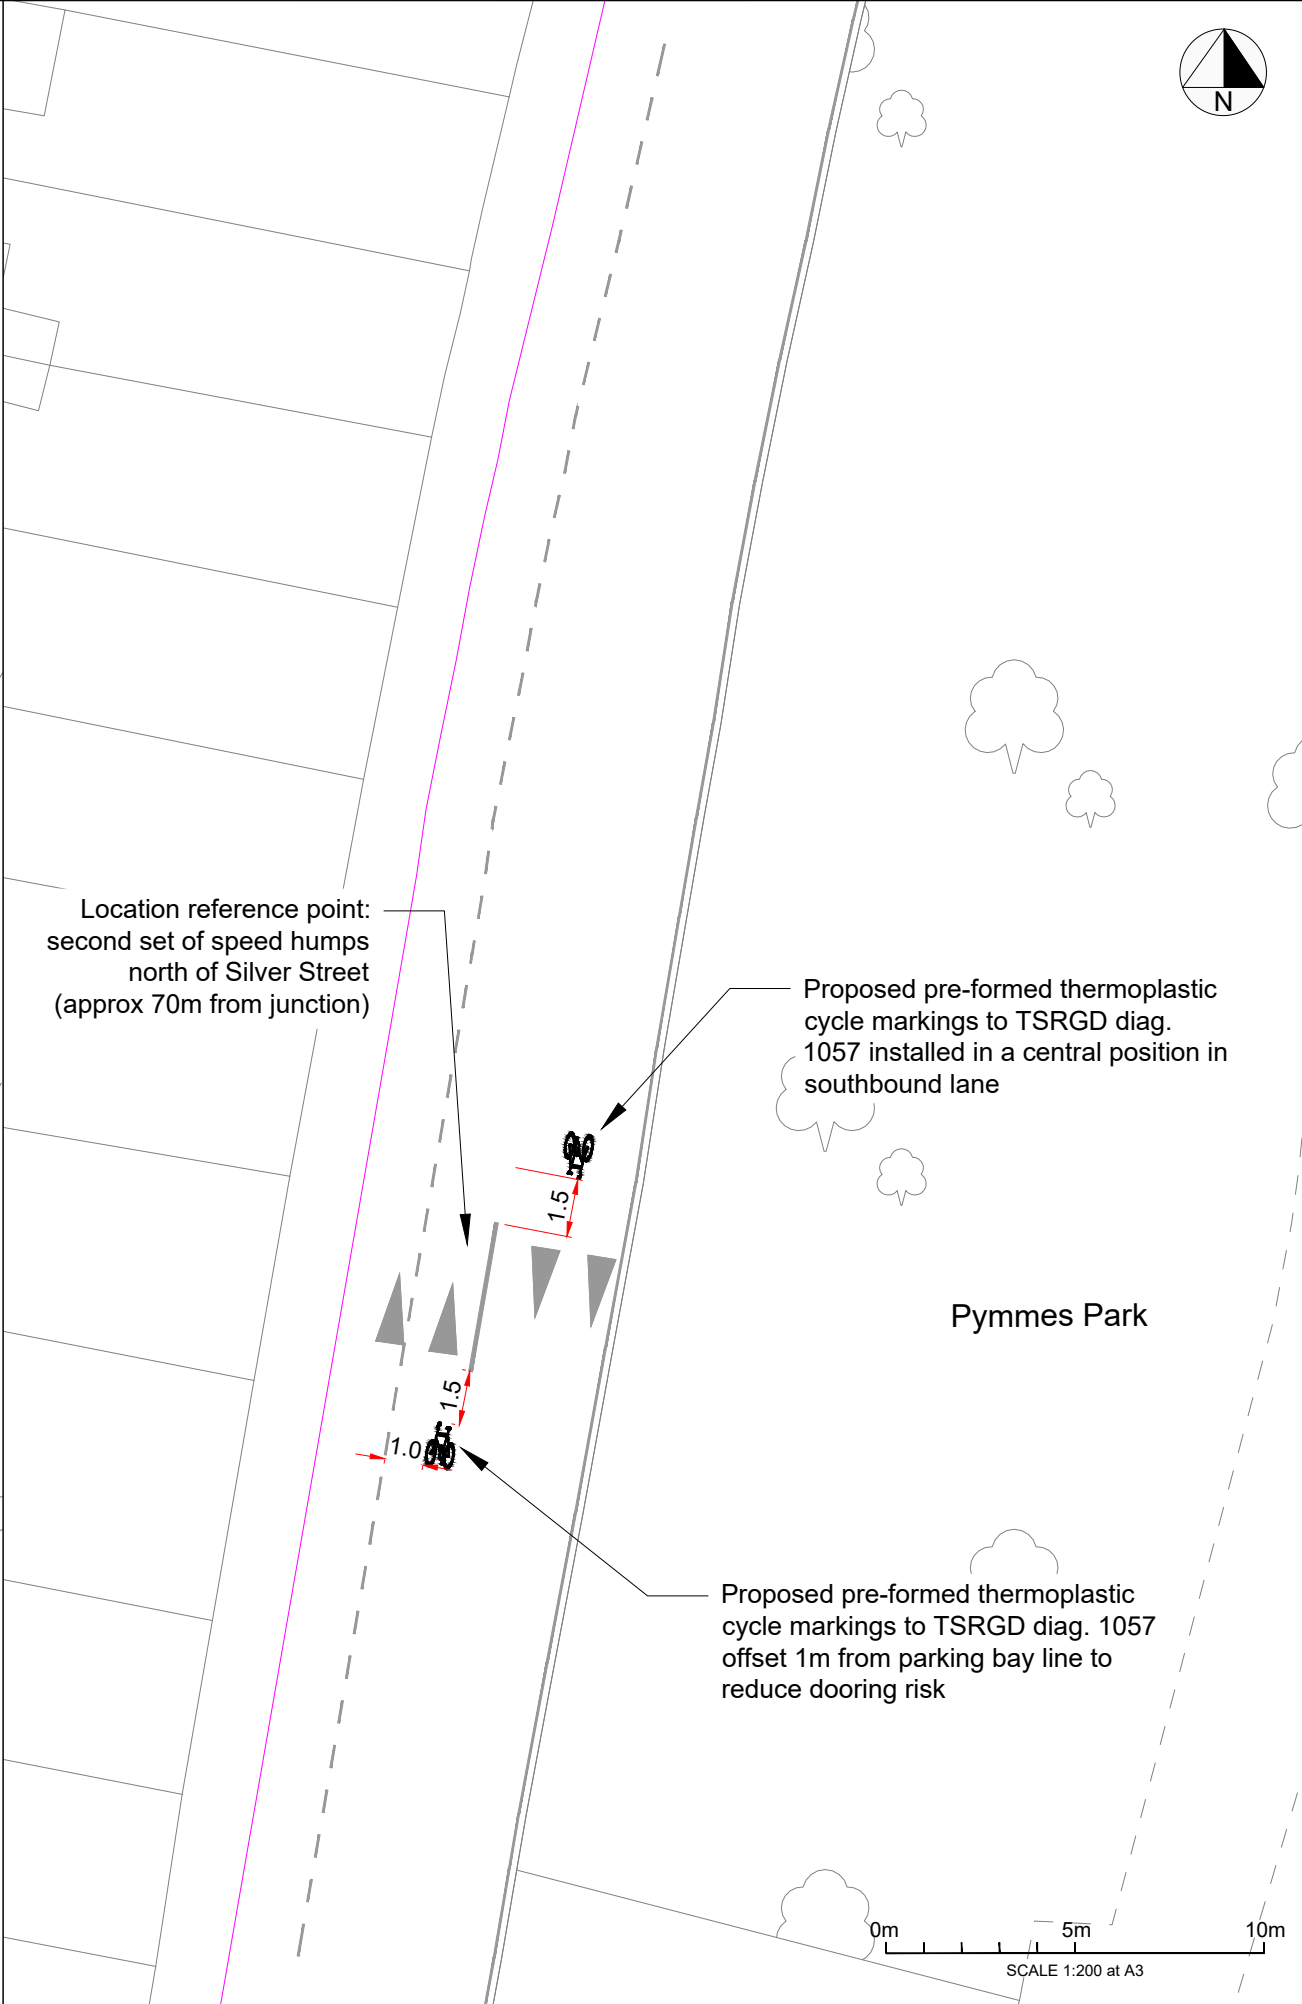 N
Location reference point:
second set of speed humps
north of Silver Street
(approx 70m from junction)
Proposed pre-formed thermoplastic
cycle markings to TSRGD diag.
1057 installed in a central position in
southbound lane
1.5
Pymmes Park
1.5
1.0
Proposed pre-formed thermoplastic
cycle markings to TSRGD diag. 1057
offset 1m from parking bay line to
reduce dooring risk
0m 5m 10m
SCALE 1:200 at A3